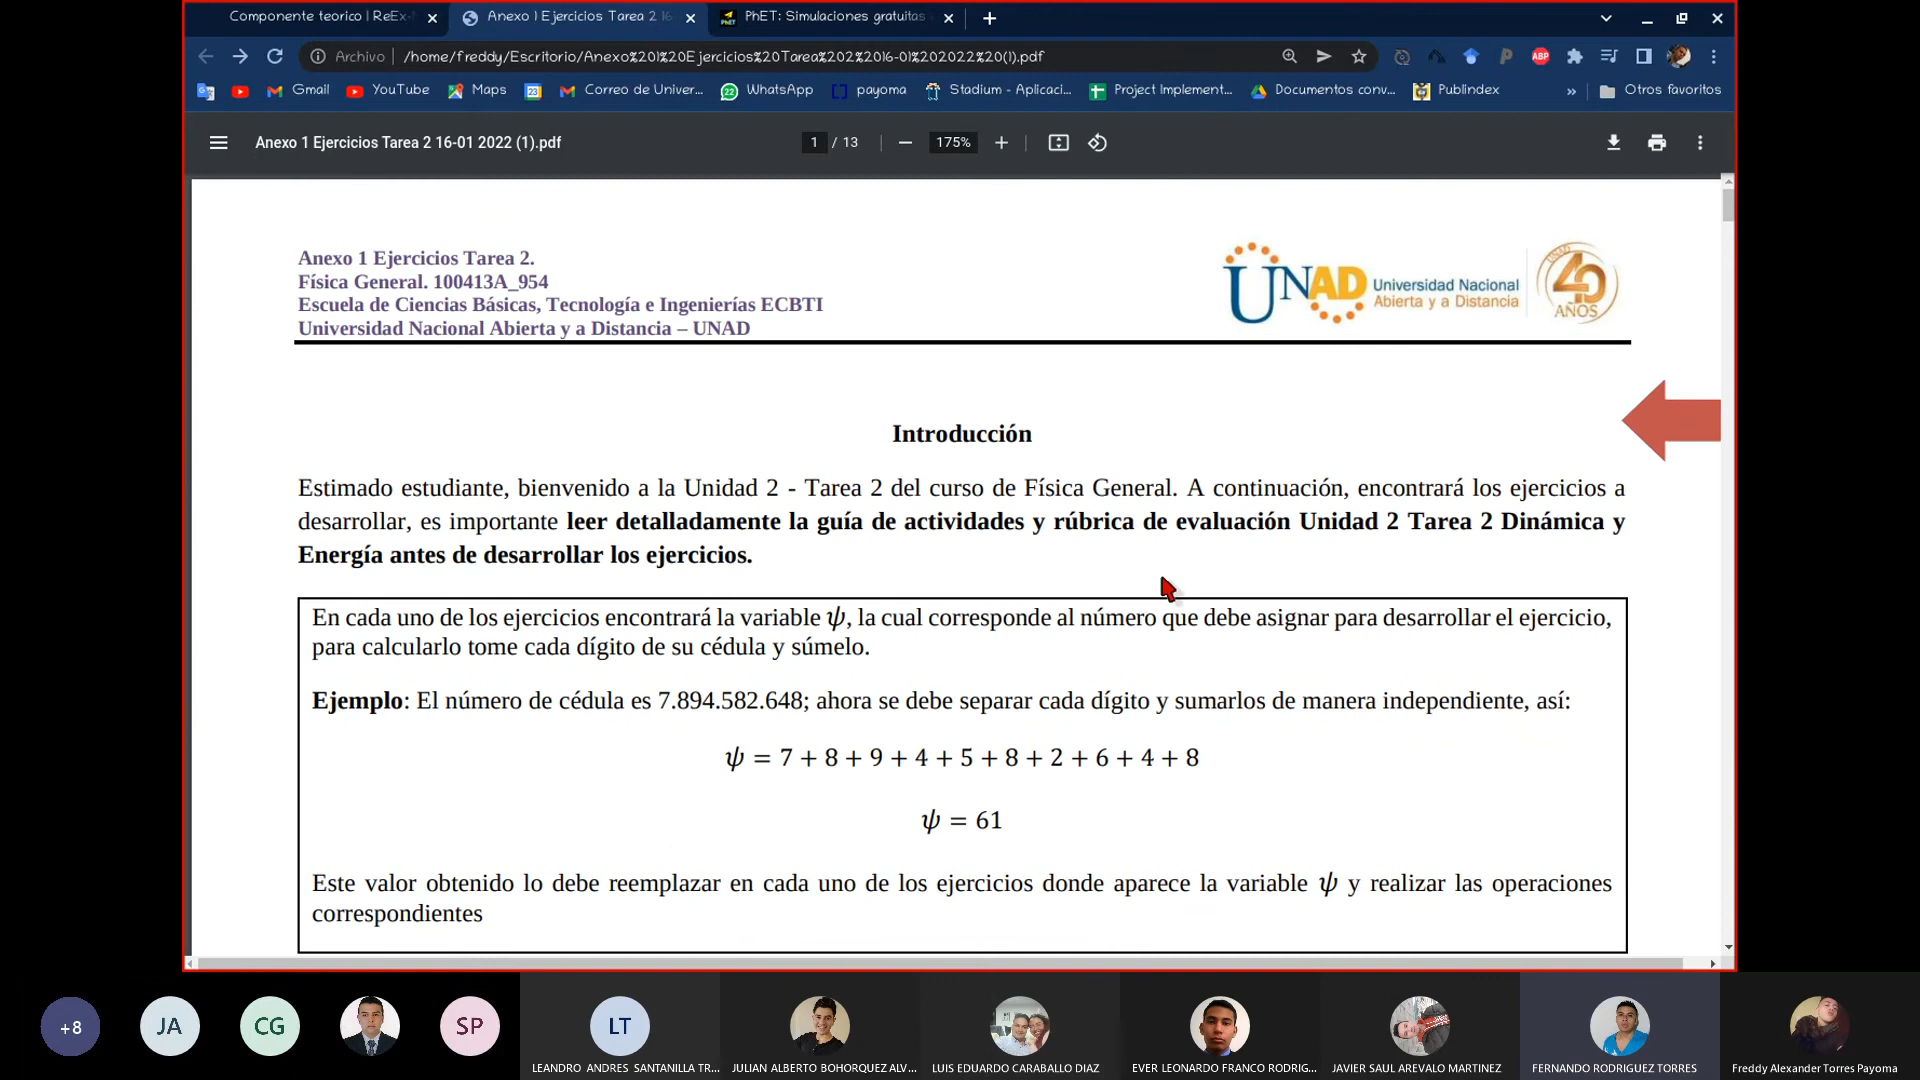 Componente teorico | ReEx-
Anexo 1 Ejercicios Tarea 2 16
PhET: Simulaciones gratuitas
Archivo
/home/freddy/Escritorio/Anexo%201%20Ejercicios%20Tarea%202%2016-01%202022%20(1).pdf
ABP
Gmail
YouTube
Maps
23
Correo de Univer...
22
WhatsApp
payoma
Stadium - Aplicaci...
Project Implement...
Documentos conv...
Publindex
»
Otros favoritos
Anexo 1 Ejercicios Tarea 2 16-01 2022 (1).pdf
1 / 13
175%
Anexo 1 Ejercicios Tarea 2.
Física General. 100413A_954
Escuela de Ciencias Básicas, Tecnología e Ingenierías ECBTI
Universidad Nacional Abierta y a Distancia – UNAD
UNAD
Universidad Nacional
Abierta y a Distancia
UNAD
40
AÑOS
Introducción
Estimado estudiante, bienvenido a la Unidad 2 - Tarea 2 del curso de Física General. A continuación, encontrará los ejercicios a
desarrollar, es importante leer detalladamente la guía de actividades y rúbrica de evaluación Unidad 2 Tarea 2 Dinámica y
Energía antes de desarrollar los ejercicios.
En cada uno de los ejercicios encontrará la variable ψ, la cual corresponde al número que debe asignar para desarrollar el ejercicio,
para calcularlo tome cada dígito de su cédula y súmelo.
Ejemplo: El número de cédula es 7.894.582.648; ahora se debe separar cada dígito y sumarlos de manera independiente, así:
ψ = 7 + 8 + 9 + 4 + 5 + 8 + 2 + 6 + 4 + 8
ψ = 61
Este valor obtenido lo debe reemplazar en cada uno de los ejercicios donde aparece la variable ψ y realizar las operaciones
correspondientes
+8
JA
CG
SP
LT
LEANDRO ANDRES SANTANILLA TR...
JULIAN ALBERTO BOHORQUEZ ALV...
LUIS EDUARDO CARABALLO DIAZ
EVER LEONARDO FRANCO RODRIG...
JAVIER SAUL AREVALO MARTINEZ
FERNANDO RODRIGUEZ TORRES
Freddy Alexander Torres Payoma